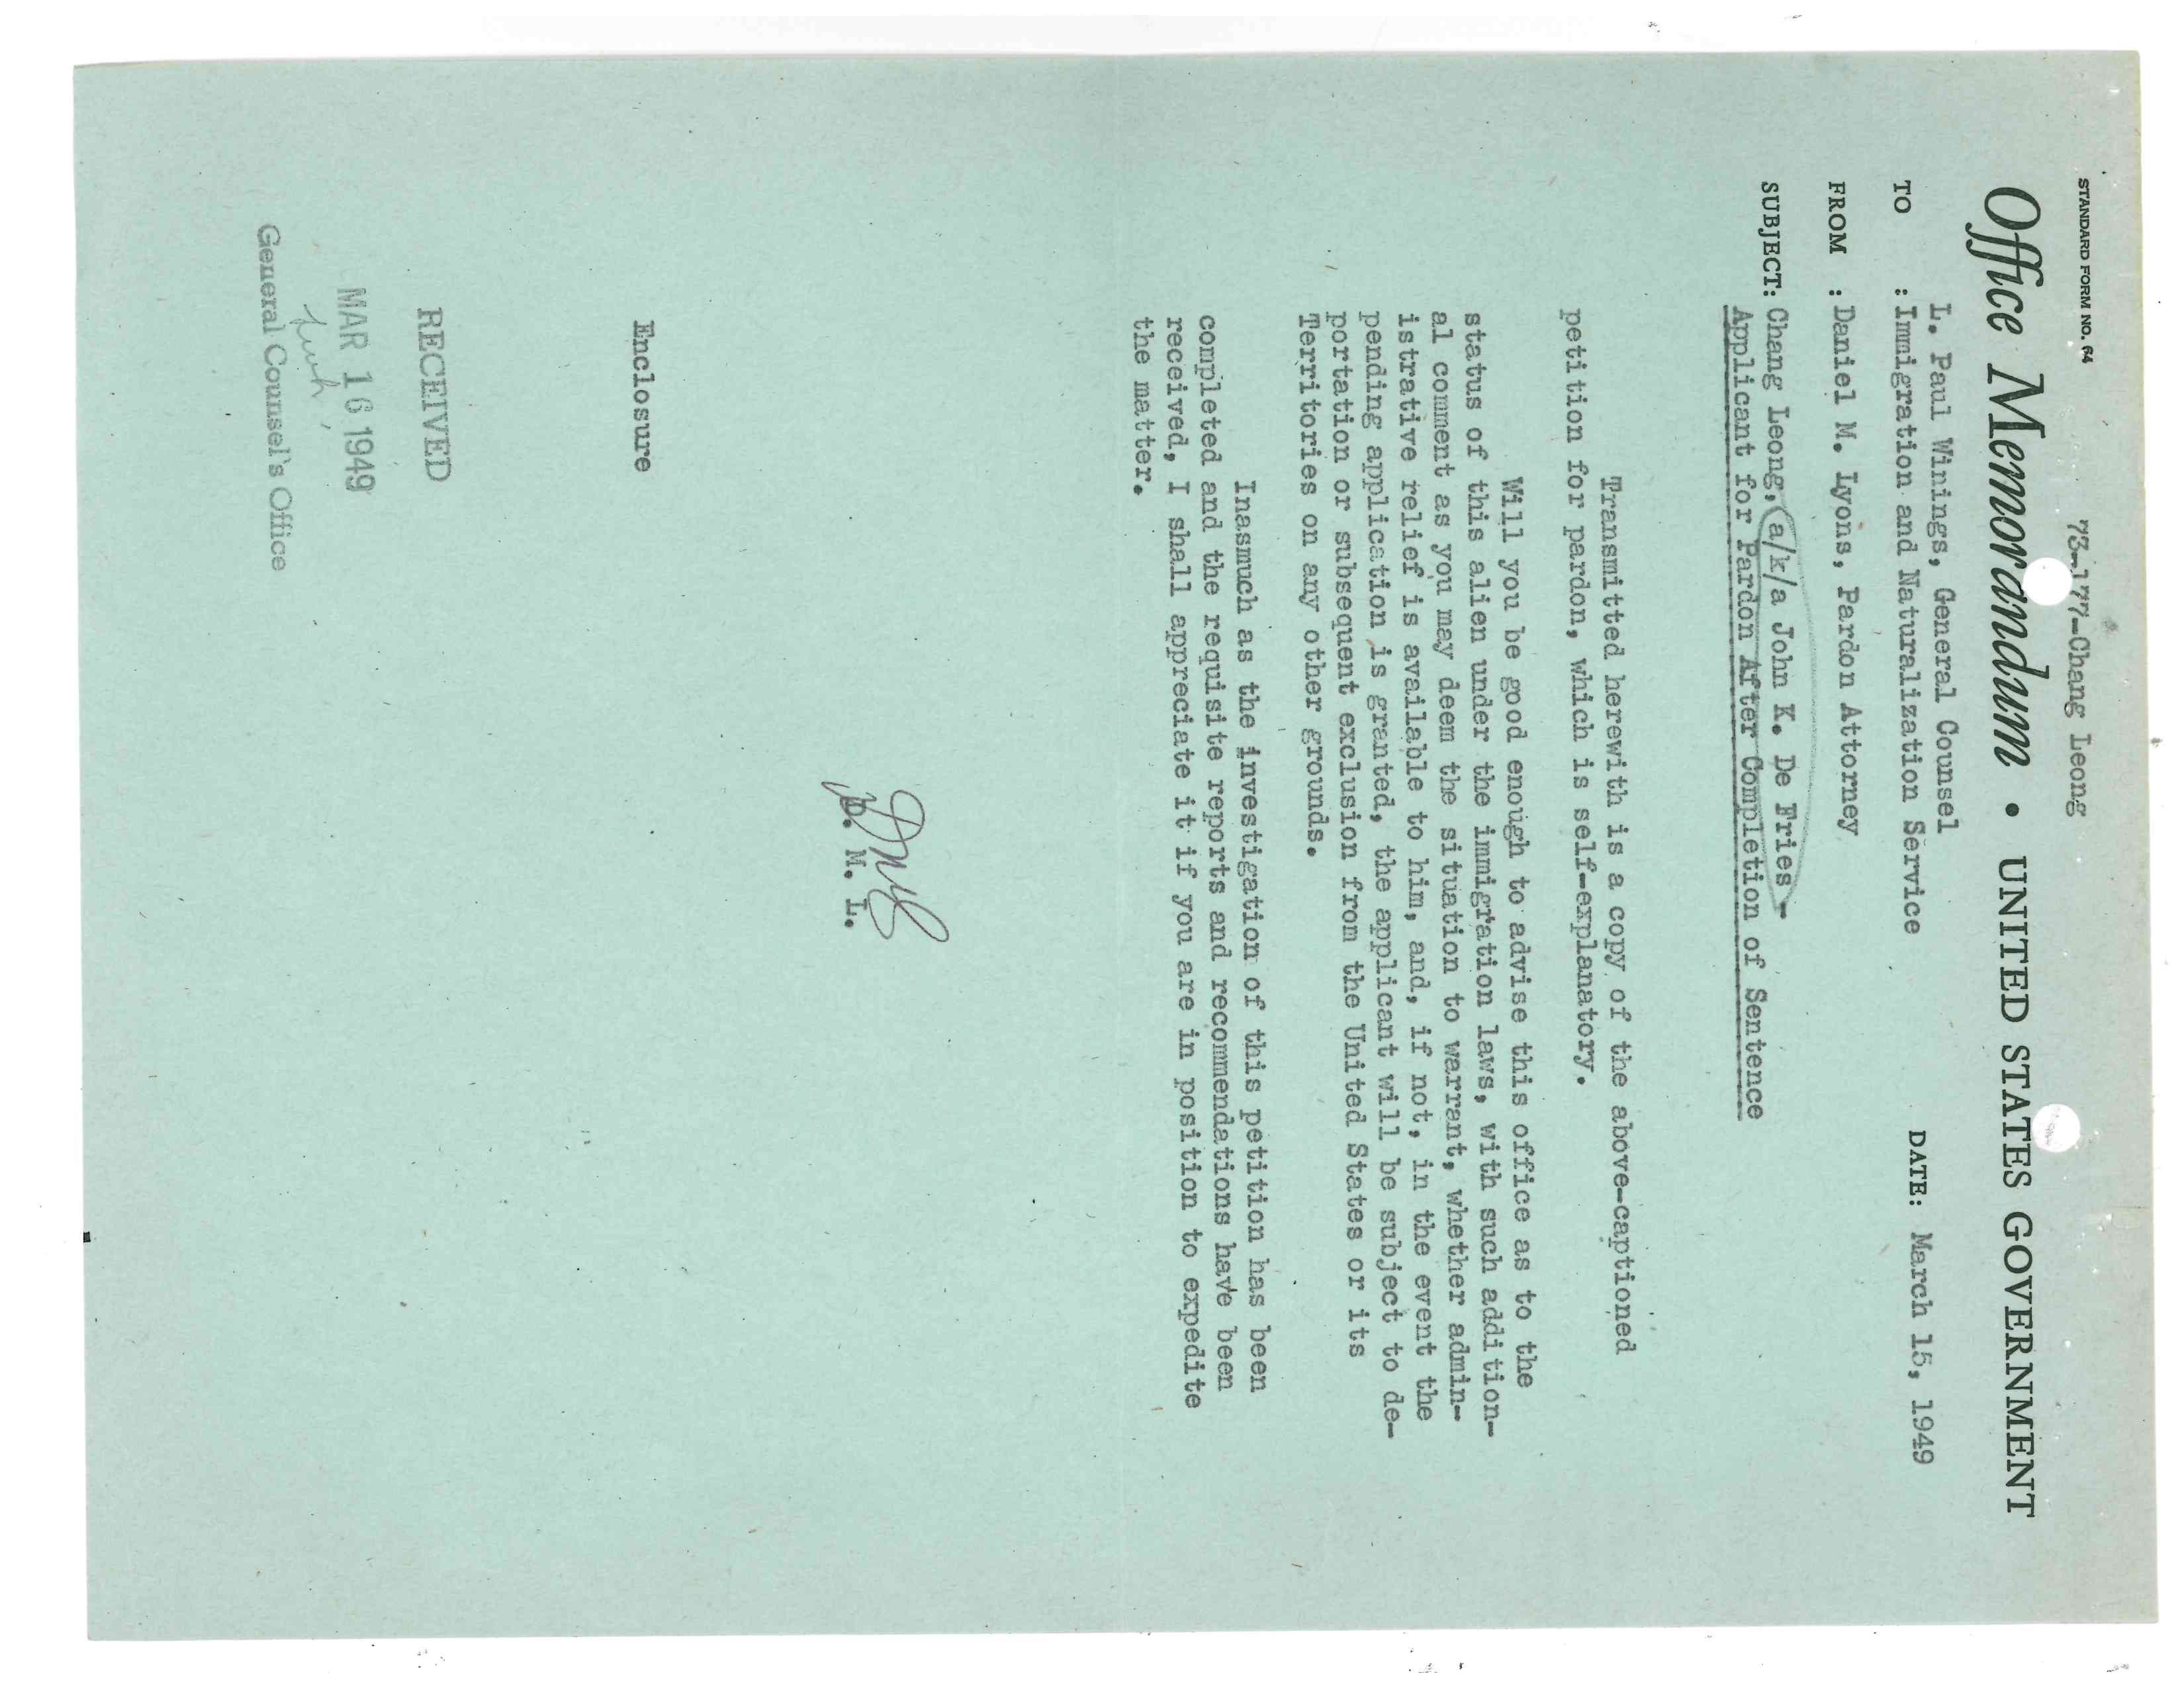 STANDARD FORM NO. 64
73-177-Chang Leong
Office Memorandum • UNITED STATES GOVERNMENT
L. Paul Winings, General Counsel
TO : Immigration and Naturalization Service DATE: March 15, 1949
FROM : Daniel M. Lyons, Pardon Attorney
SUBJECT: Chang Leong, a/k/a John K. De Fries -
Applicant for Pardon After Completion of Sentence
Transmitted herewith is a copy of the above-captioned
petition for pardon, which is self-explanatory.
Will you be good enough to advise this office as to the
status of this alien under the immigration laws, with such addition-
al comment as you may deem the situation to warrant, whether admin-
istrative relief is available to him, and, if not, in the event the
pending application is granted, the applicant will be subject to de-
portation or subsequent exclusion from the United States or its
Territories on any other grounds.
Inasmuch as the investigation of this petition has been
completed and the requisite reports and recommendations have been
received, I shall appreciate it if you are in position to expedite
the matter.
DML
D. M. L.
Enclosure
RECEIVED
MAR 16 1949
General Counsel's Office